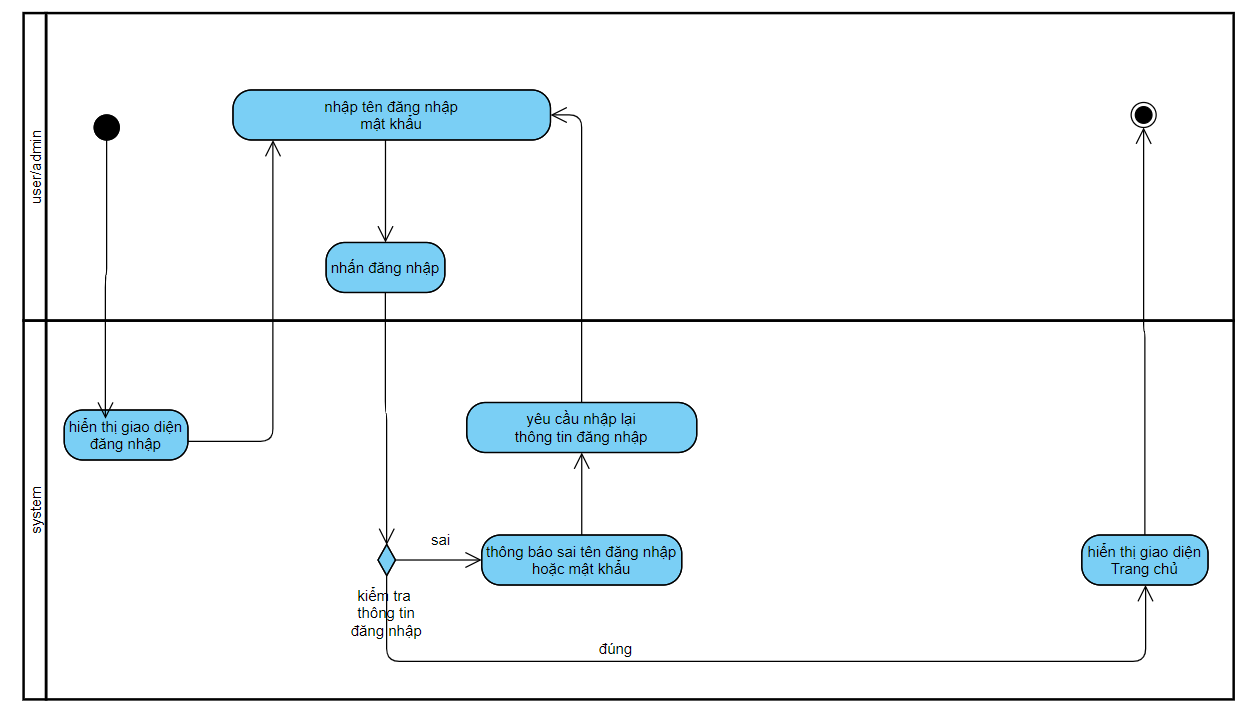 user/admin
nhập tên đăng nhập
mật khẩu
nhấn đăng nhập
system
hiển thị giao diện
đăng nhập
yêu cầu nhập lại
thông tin đăng nhập
sai
thông báo sai tên đăng nhập
hoặc mật khẩu
hiển thị giao diện
Trang chủ
kiểm tra
thông tin
đăng nhập
đúng